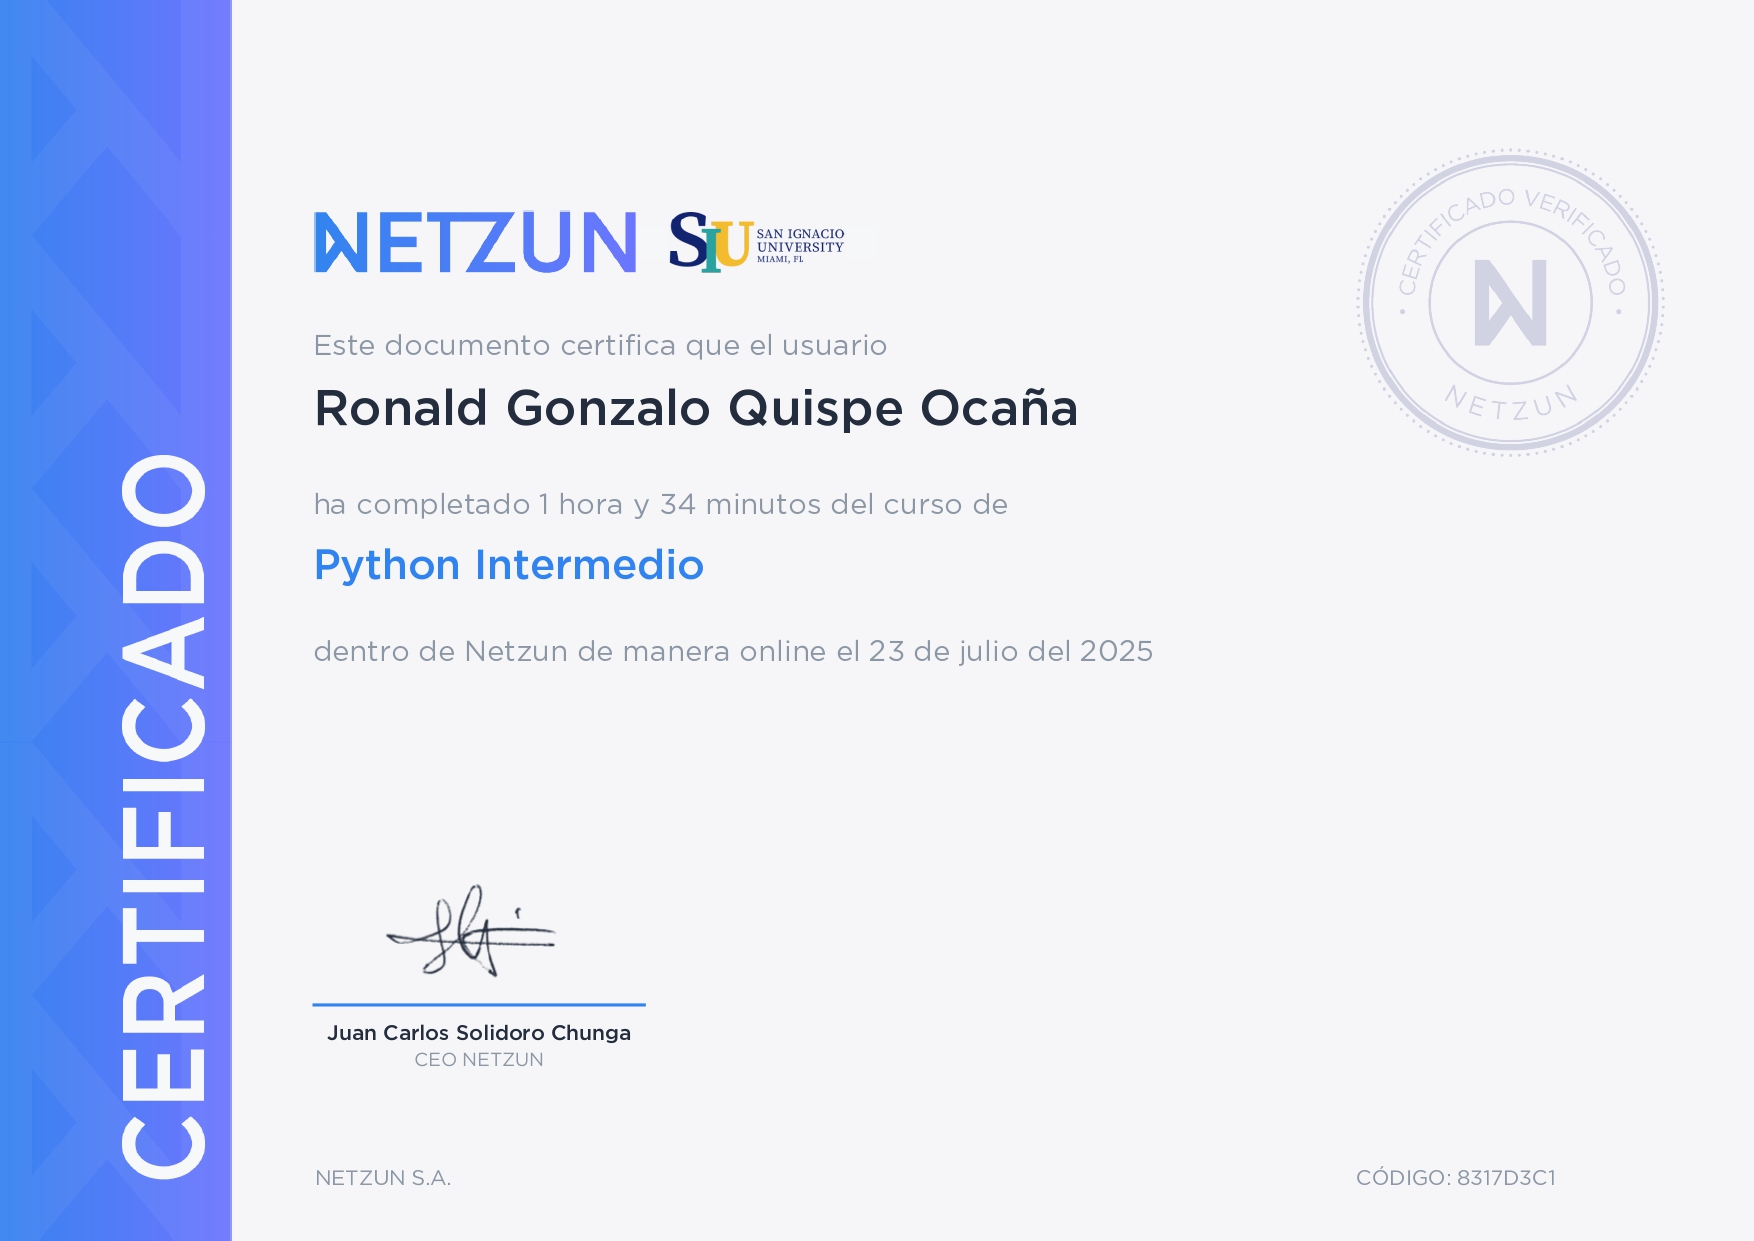 CERTIFICADO
NETZUN
SIU
SAN IGNACIO
UNIVERSITY
MIAMI, FL
• CERTIFICADO VERIFICADO •
N
NETZUN
Este documento certifica que el usuario
Ronald Gonzalo Quispe Ocaña
ha completado 1 hora y 34 minutos del curso de
Python Intermedio
dentro de Netzun de manera online el 23 de julio del 2025
Juan Carlos Solidoro Chunga
CEO NETZUN
NETZUN S.A.
CÓDIGO: 8317D3C1